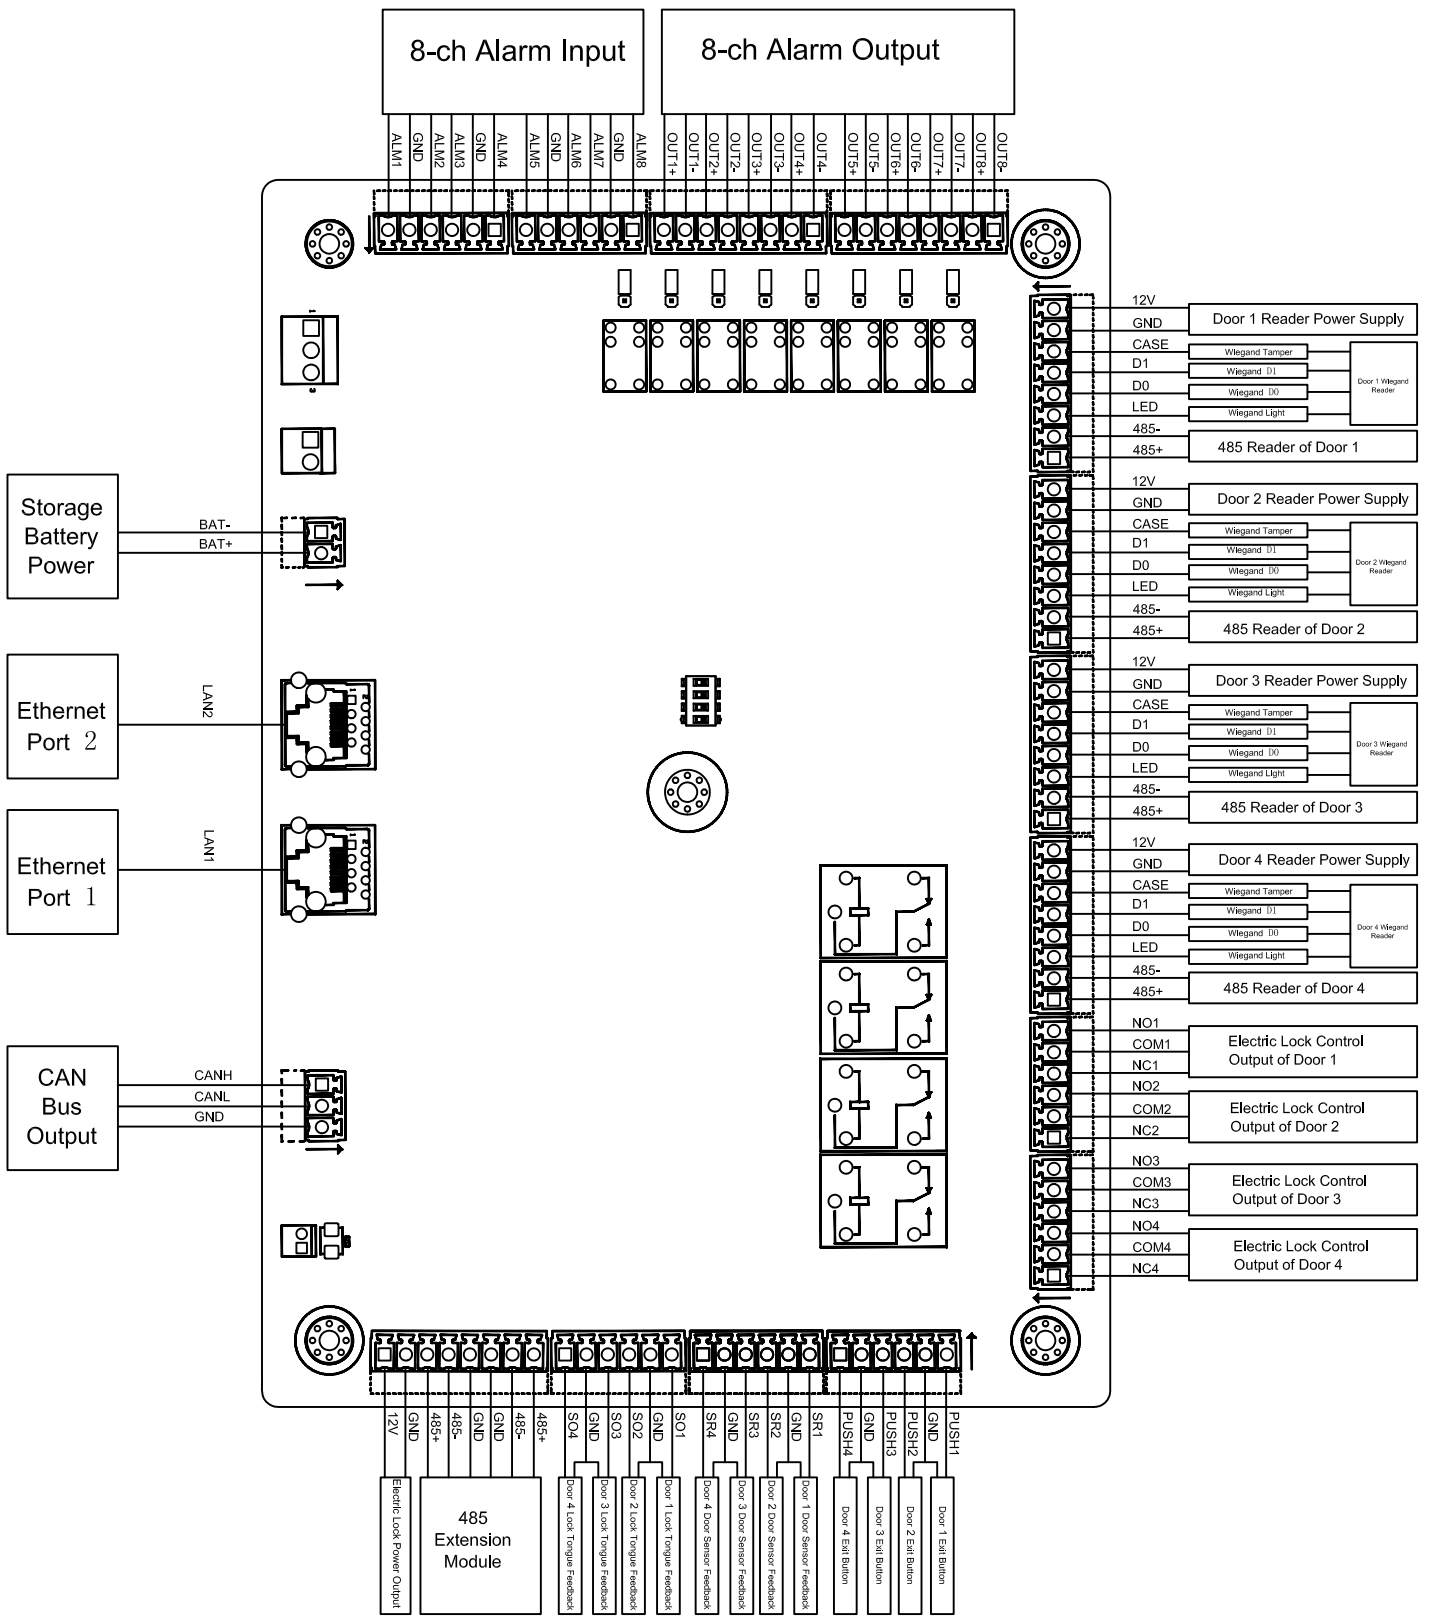 8-ch Alarm Input
8-ch Alarm Output
ALM1
GND
ALM2
ALM3
GND
ALM4
ALM5
GND
ALM6
ALM7
GND
ALM8
OUT1+
OUT1-
OUT2+
OUT2-
OUT3+
OUT3-
OUT4+
OUT4-
OUT5+
OUT5-
OUT6+
OUT6-
OUT7+
OUT7-
OUT8+
OUT8-
1
3
Storage
Battery
Power
BAT-
BAT+
Ethernet
Port 2
LAN2
1
2
Ethernet
Port 1
LAN1
1
2
CAN
Bus
Output
CANH
CANL
GND
12V
GND
CASE
D1
D0
LED
485-
485+
Door 1 Reader Power Supply
Wiegand Tamper
Wiegand D1
Wiegand D0
Wiegand Light
Door 1 Wiegand
Reader
485 Reader of Door 1
12V
GND
CASE
D1
D0
LED
485-
485+
Door 2 Reader Power Supply
Wiegand Tamper
Wiegand D1
Wiegand D0
Wiegand Light
Door 2 Wiegand
Reader
485 Reader of Door 2
12V
GND
CASE
D1
D0
LED
485-
485+
Door 3 Reader Power Supply
Wiegand Tamper
Wiegand D1
Wiegand D0
Wiegand Light
Door 3 Wiegand
Reader
485 Reader of Door 3
12V
GND
CASE
D1
D0
LED
485-
485+
Door 4 Reader Power Supply
Wiegand Tamper
Wiegand D1
Wiegand D0
Wiegand Light
Door 4 Wiegand
Reader
485 Reader of Door 4
NO1
COM1
NC1
Electric Lock Control
Output of Door 1
NO2
COM2
NC2
Electric Lock Control
Output of Door 2
NO3
COM3
NC3
Electric Lock Control
Output of Door 3
NO4
COM4
NC4
Electric Lock Control
Output of Door 4
12V
GND
485+
485-
GND
GND
485-
485+
SO4
GND
SO3
SO2
GND
SO1
SR4
GND
SR3
SR2
GND
SR1
PUSH4
GND
PUSH3
PUSH2
GND
PUSH1
Electric Lock Power Output
485
Extension
Module
Door 4 Lock Tongue Feedback
Door 3 Lock Tongue Feedback
Door 2 Lock Tongue Feedback
Door 1 Lock Tongue Feedback
Door 4 Door Sensor Feedback
Door 3 Door Sensor Feedback
Door 2 Door Sensor Feedback
Door 1 Door Sensor Feedback
Door 4 Exit Button
Door 3 Exit Button
Door 2 Exit Button
Door 1 Exit Button